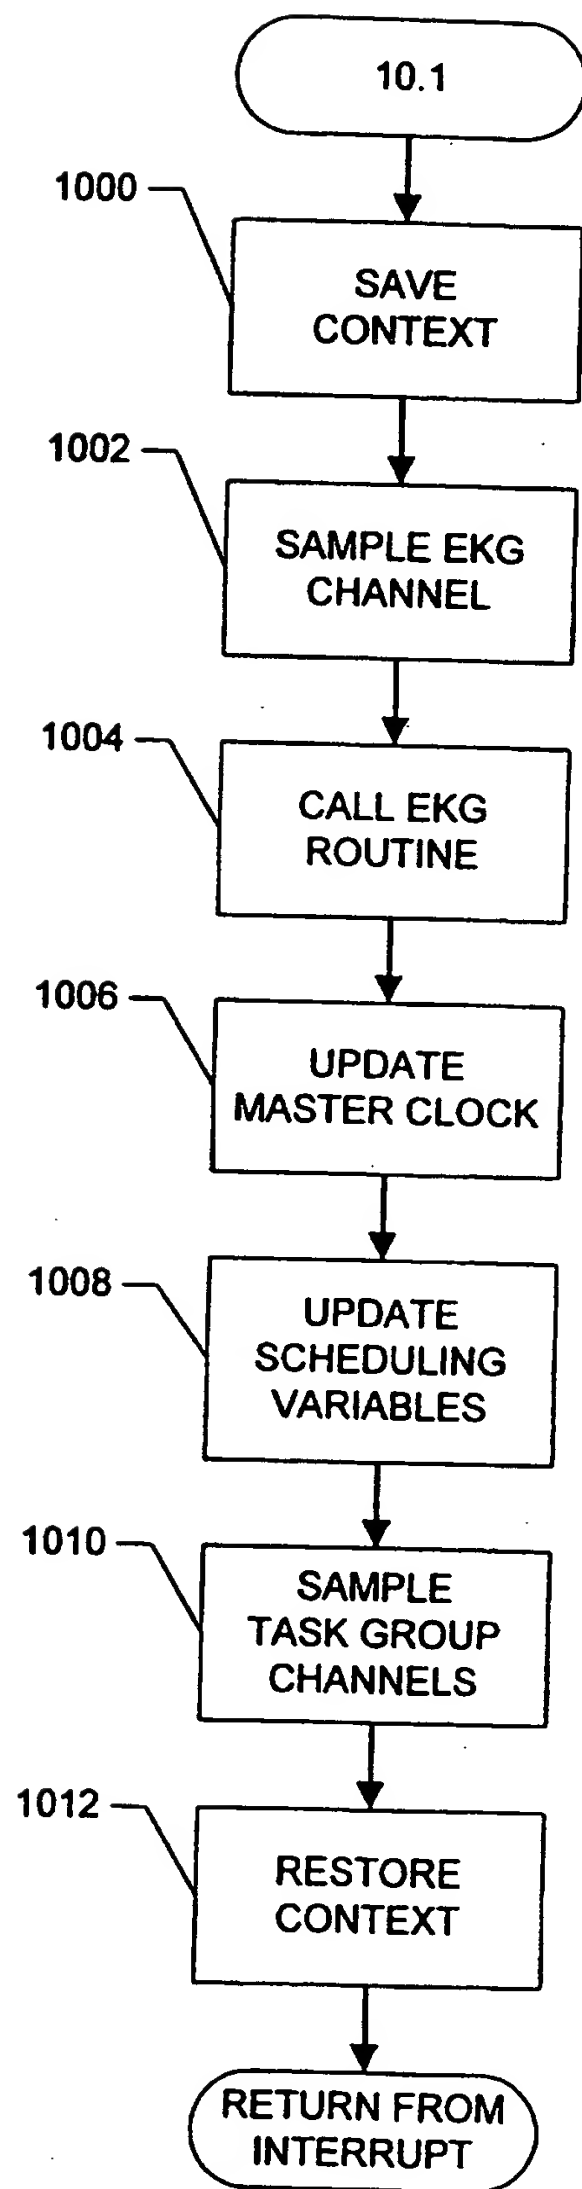 10.1
1000
SAVE
CONTEXT
1002
SAMPLE EKG
CHANNEL
1004
CALL EKG
ROUTINE
1006
UPDATE
MASTER CLOCK
1008
UPDATE
SCHEDULING
VARIABLES
1010
SAMPLE
TASK GROUP
CHANNELS
1012
RESTORE
CONTEXT
RETURN FROM
INTERRUPT